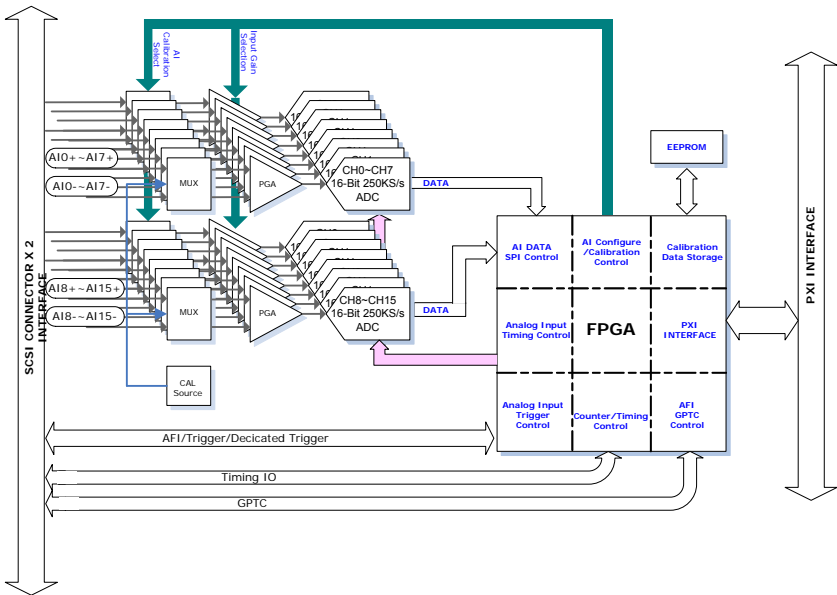 AI
Calibration
Select
Input Gain
Selection
AI0+~AI7+
AI0-~AI7-
MUX
PGA
CH0~CH7
16-Bit 250KS/s
ADC
DATA
EEPROM
AI8+~AI15+
AI8-~AI15-
MUX
PGA
CH8~CH15
16-Bit 250KS/s
ADC
DATA
CAL
Source
SCSI CONNECTOR X 2
INTERFACE
AI DATA
SPI Control
AI Configure
/Calibration
Control
Calibration
Data Storage
Analog Input
Timing Control
FPGA
PXI
INTERFACE
Analog Input
Trigger
Control
Counter/Timing
Control
AFI
GPTC
Control
PXI INTERFACE
AFI/Trigger/Decicated Trigger
Timing IO
GPTC